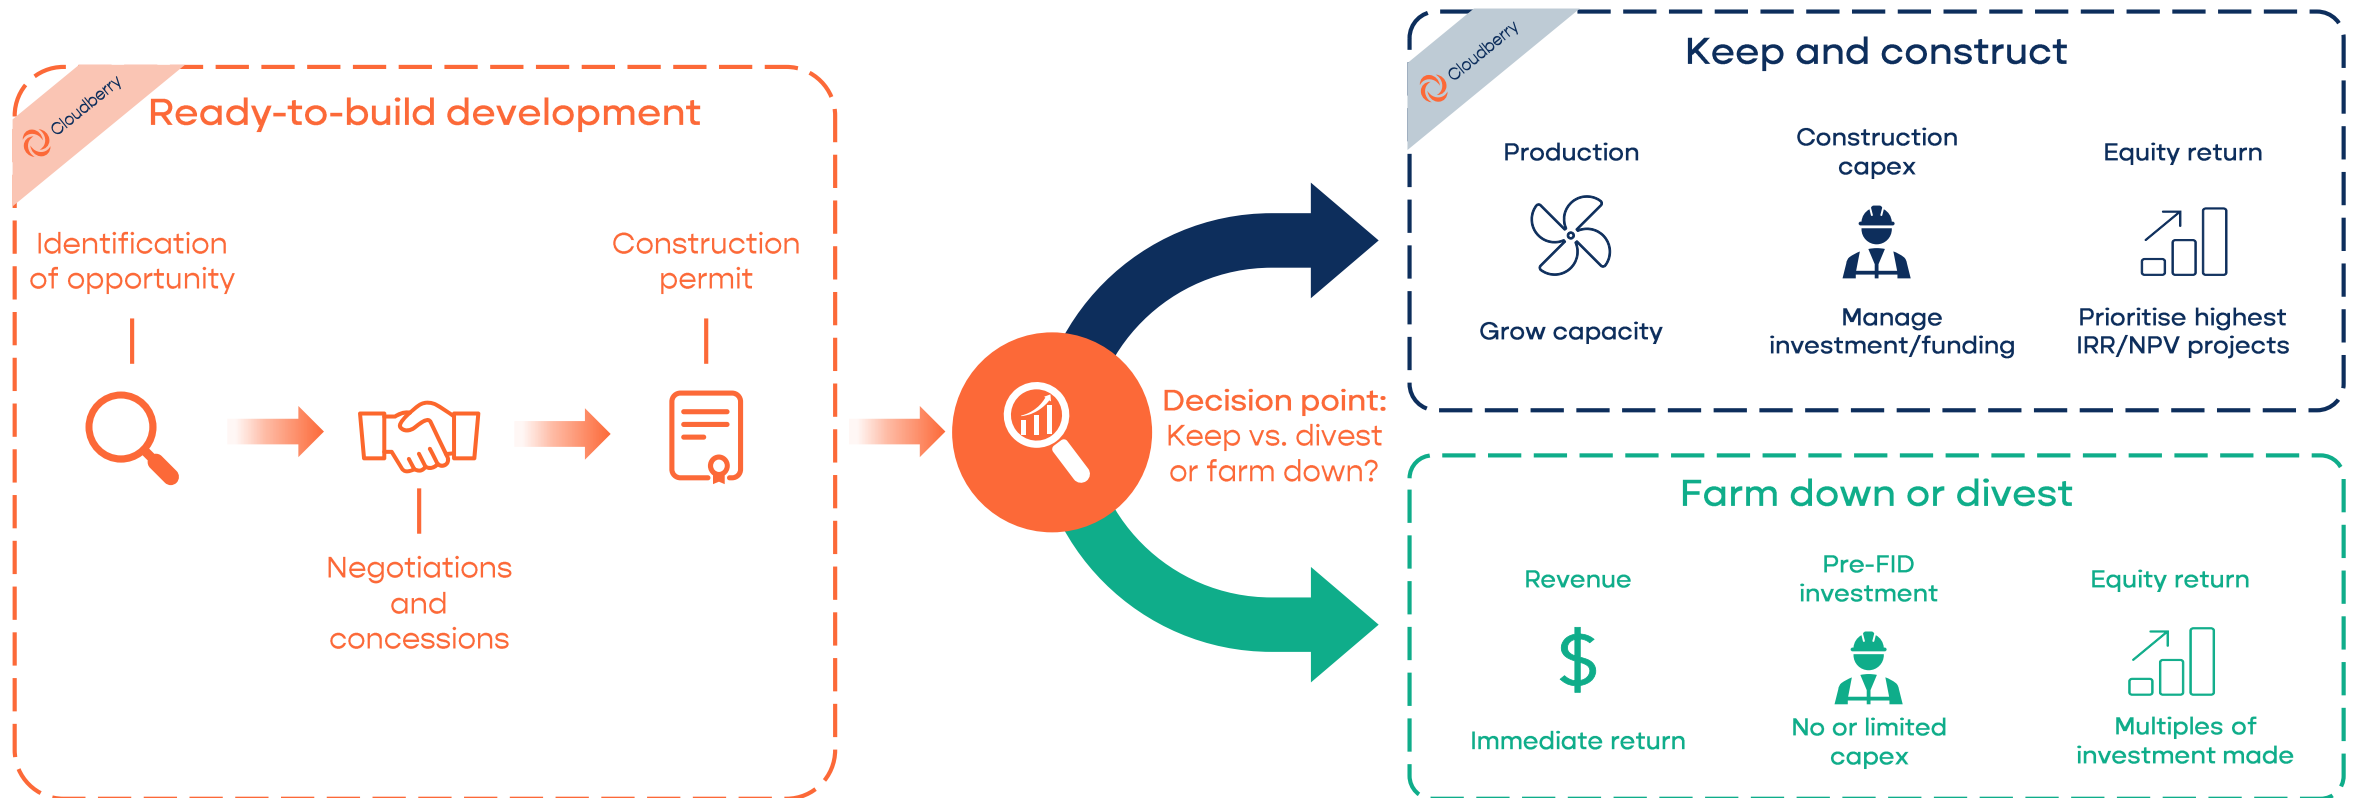 Cloudberry
Ready-to-build development
Identification
of opportunity
Construction
permit
Negotiations
and
concessions
Decision point:
Keep vs. divest
or farm down?
Cloudberry
Keep and construct
Production
Construction
capex
Equity return
Grow capacity
Manage
investment/funding
Prioritise highest
IRR/NPV projects
Farm down or divest
Revenue
Pre-FID
investment
Equity return
$
Immediate return
No or limited
capex
Multiples of
investment made